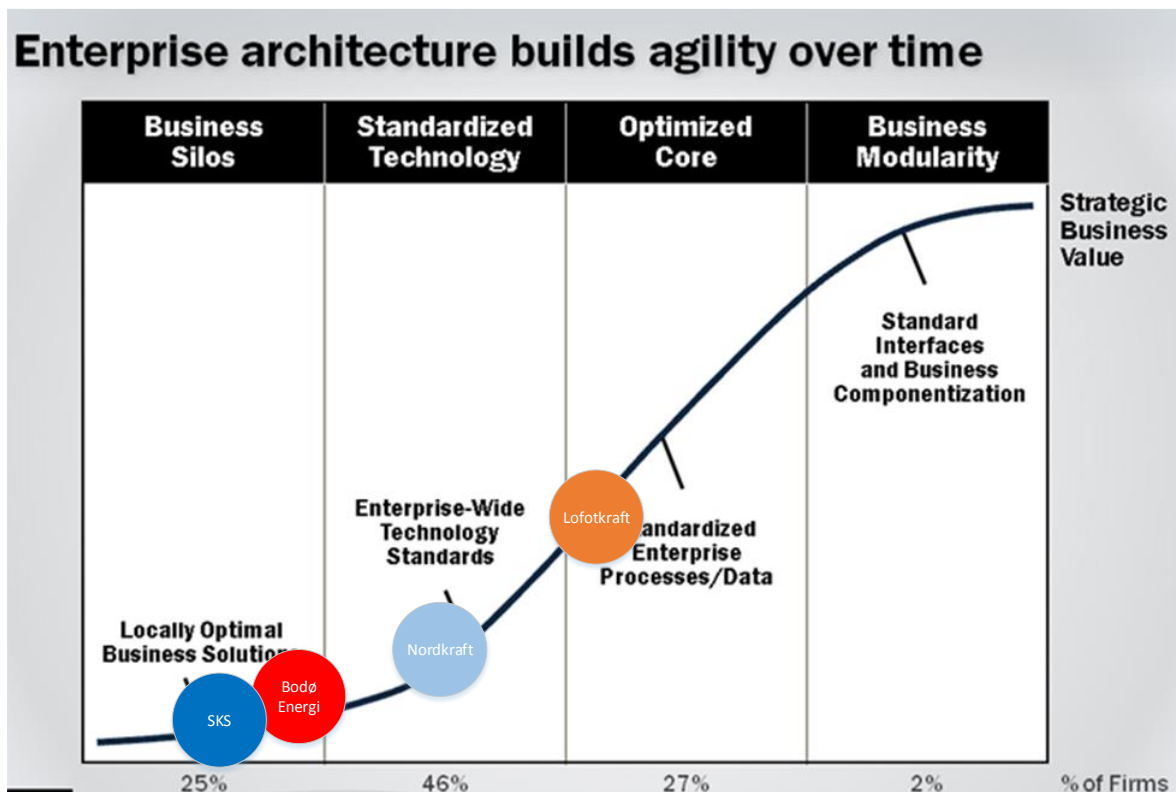 Enterprise architecture builds agility over time
Business
Silos
Standardized
Technology
Optimized
Core
Business
Modularity
Strategic
Business
Value
Standard
Interfaces
and Business
Componentization
Enterprise-Wide
Technology
Standards
Lofotkraft
andardized
Enterprise
Processes/Data
Locally Optimal
Business Solution
Nordkraft
Bodø
Energi
SKS
25%
46%
27%
2%
% of Firms